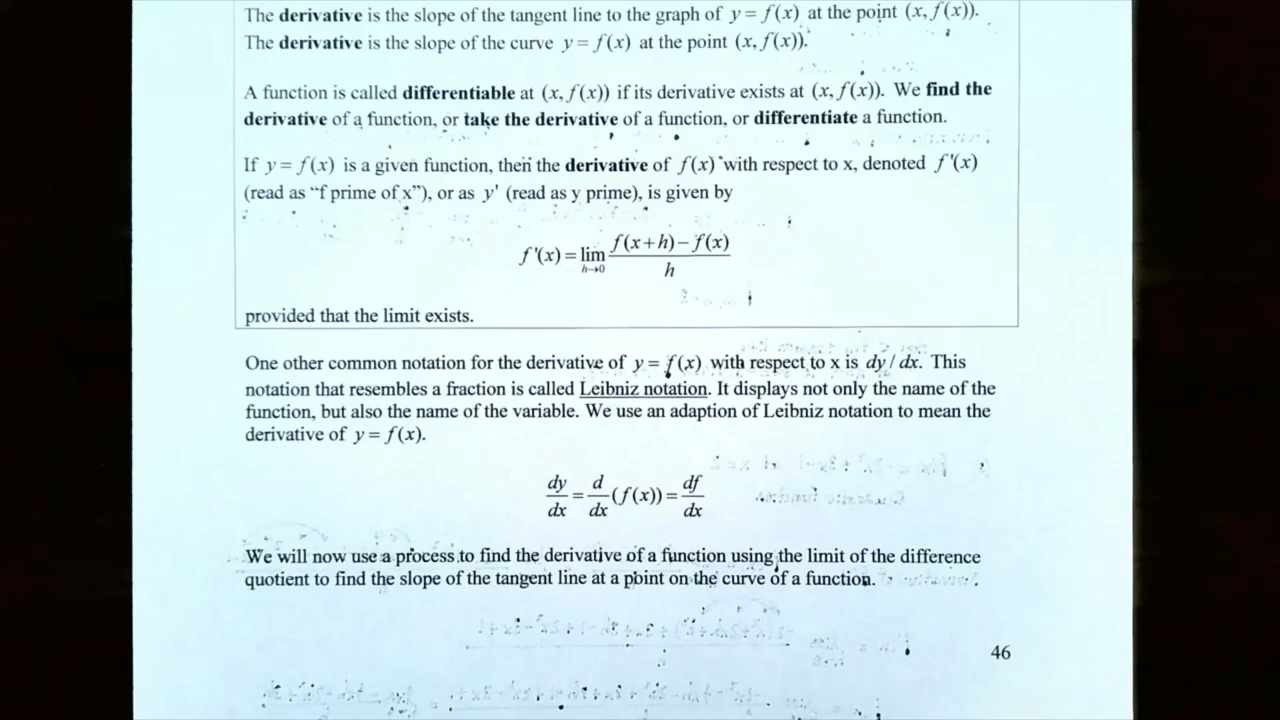 The derivative is the slope of the tangent line to the graph of y = f(x) at the point (x, f(x)).
The derivative is the slope of the curve y = f(x) at the point (x, f(x)).
A function is called differentiable at (x, f(x)) if its derivative exists at (x, f(x)). We find the
derivative of a function, or take the derivative of a function, or differentiate a function.
If y = f(x) is a given function, then the derivative of f(x) with respect to x, denoted f'(x)
(read as “f prime of x”), or as y' (read as y prime), is given by
f'(x) = lim h→0 (f(x+h) − f(x)) / h
provided that the limit exists.
One other common notation for the derivative of y = f(x) with respect to x is dy / dx. This
notation that resembles a fraction is called Leibniz notation. It displays not only the name of the
function, but also the name of the variable. We use an adaption of Leibniz notation to mean the
derivative of y = f(x).
dy/dx = d/dx (f(x)) = df/dx
We will now use a process to find the derivative of a function using the limit of the difference
quotient to find the slope of the tangent line at a point on the curve of a function.
46